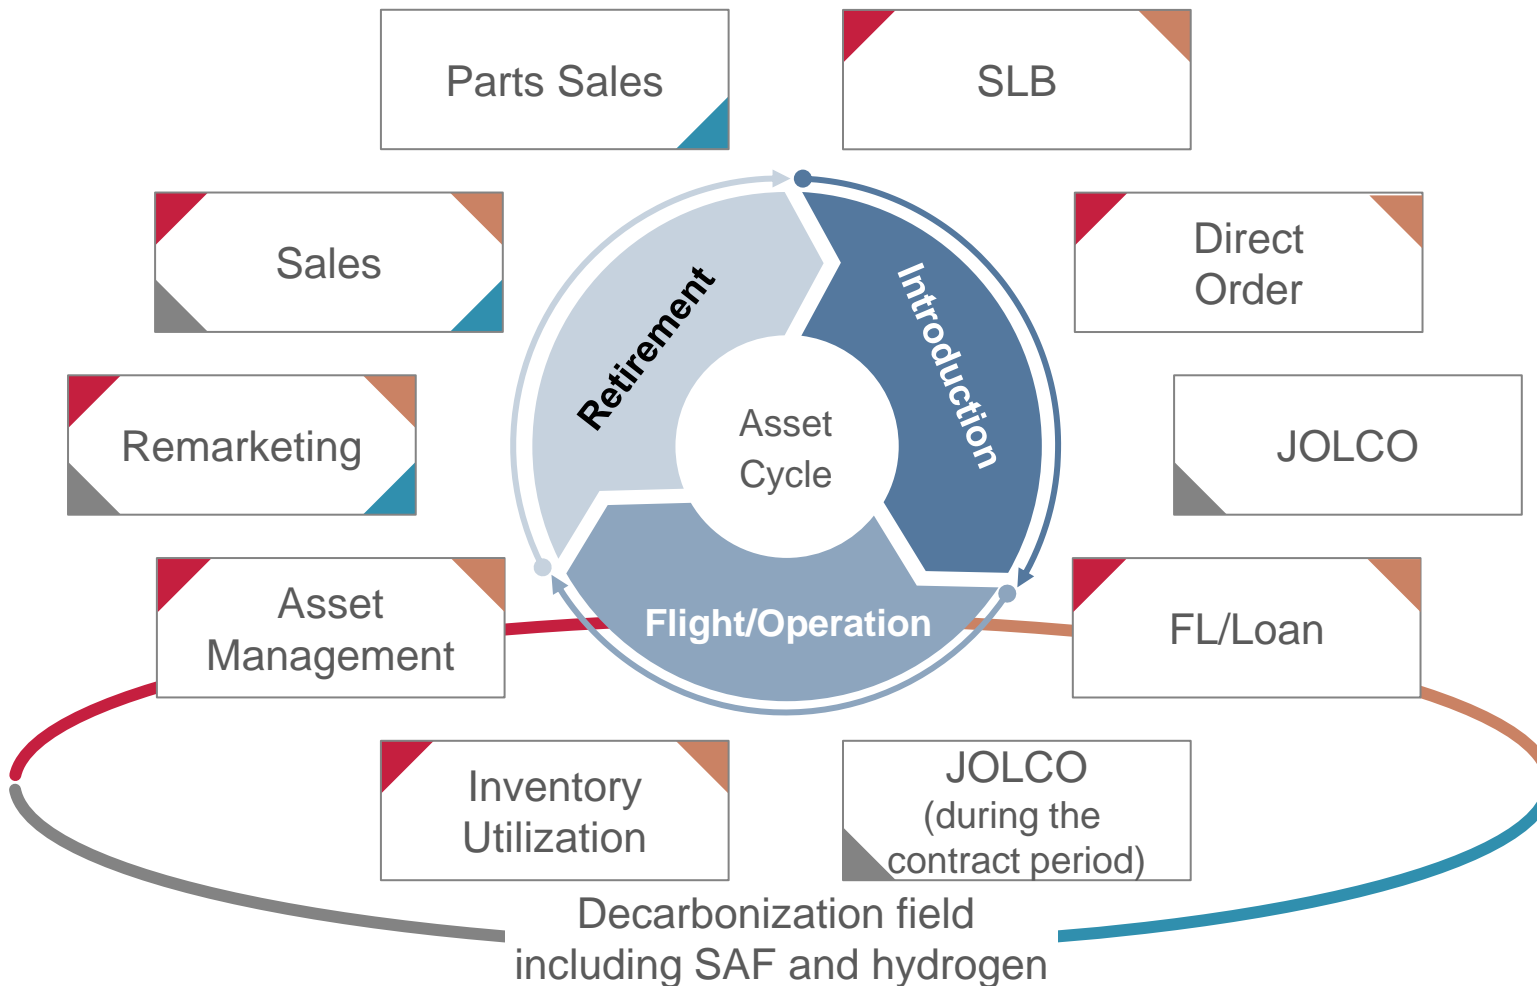 Parts Sales
SLB
Sales
Direct
Order
Remarketing
JOLCO
Retirement
Introduction
Asset
Cycle
Flight/Operation
Asset
Management
FL/Loan
Inventory
Utilization
JOLCO
(during the
contract period)
Decarbonization field
including SAF and hydrogen